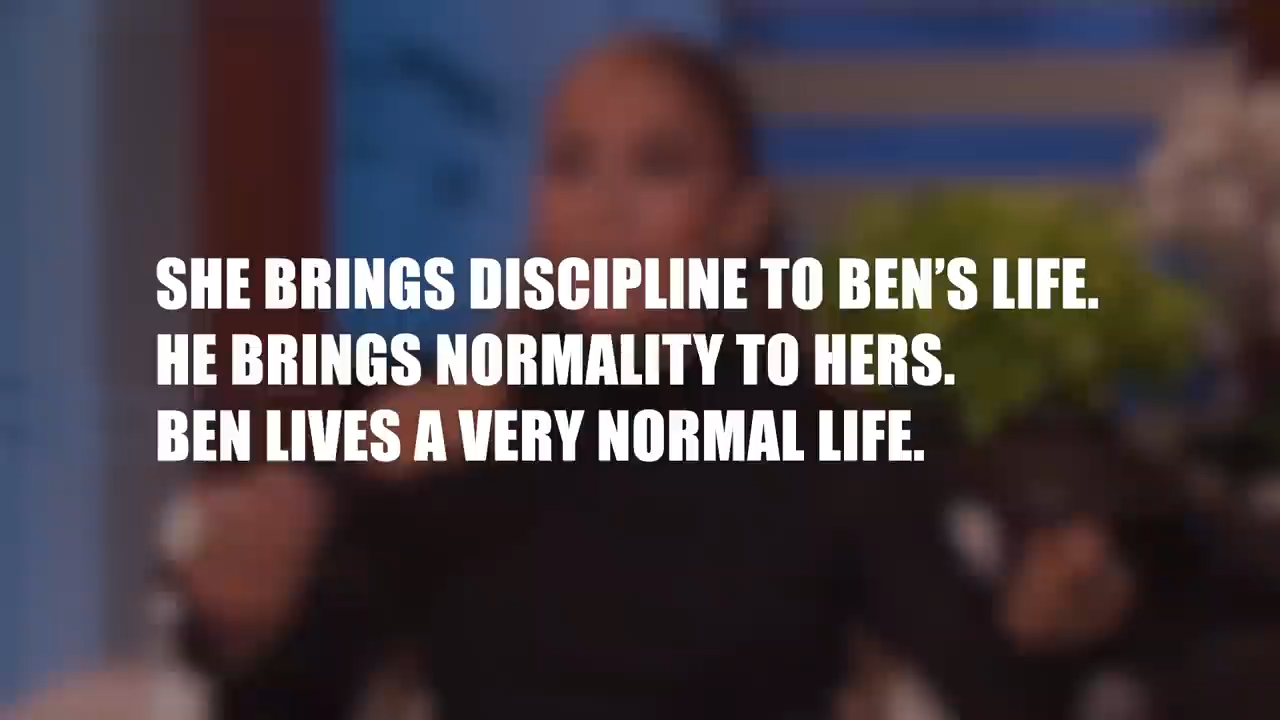 SHE BRINGS DISCIPLINE TO BEN’S LIFE.
HE BRINGS NORMALITY TO HERS.
BEN LIVES A VERY NORMAL LIFE.